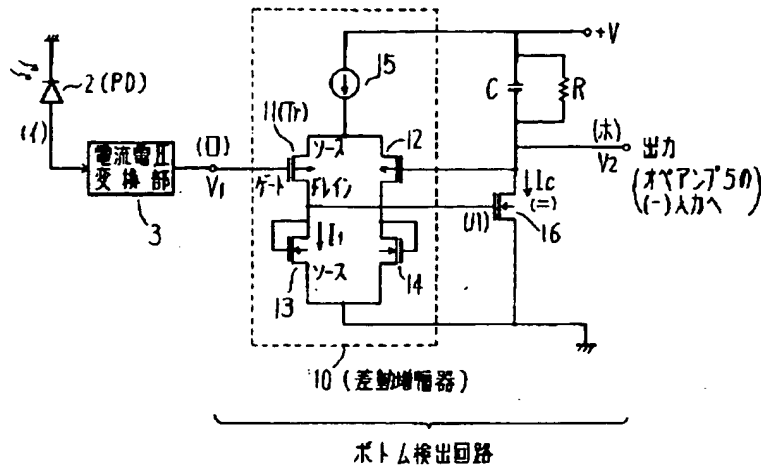 +V
15
2(PD)
C
R
11(Tr)
12
(イ)
ソース
(ホ)
出力
(オペアンプ5の
(-)入力へ)
V2
電流電圧
変換部
(ロ)
V1
ゲート
ドレイン
Ic
(ニ)
16
3
(ハ)
I1
ソース
13
14
10(差動増幅器)
ボトム検出回路